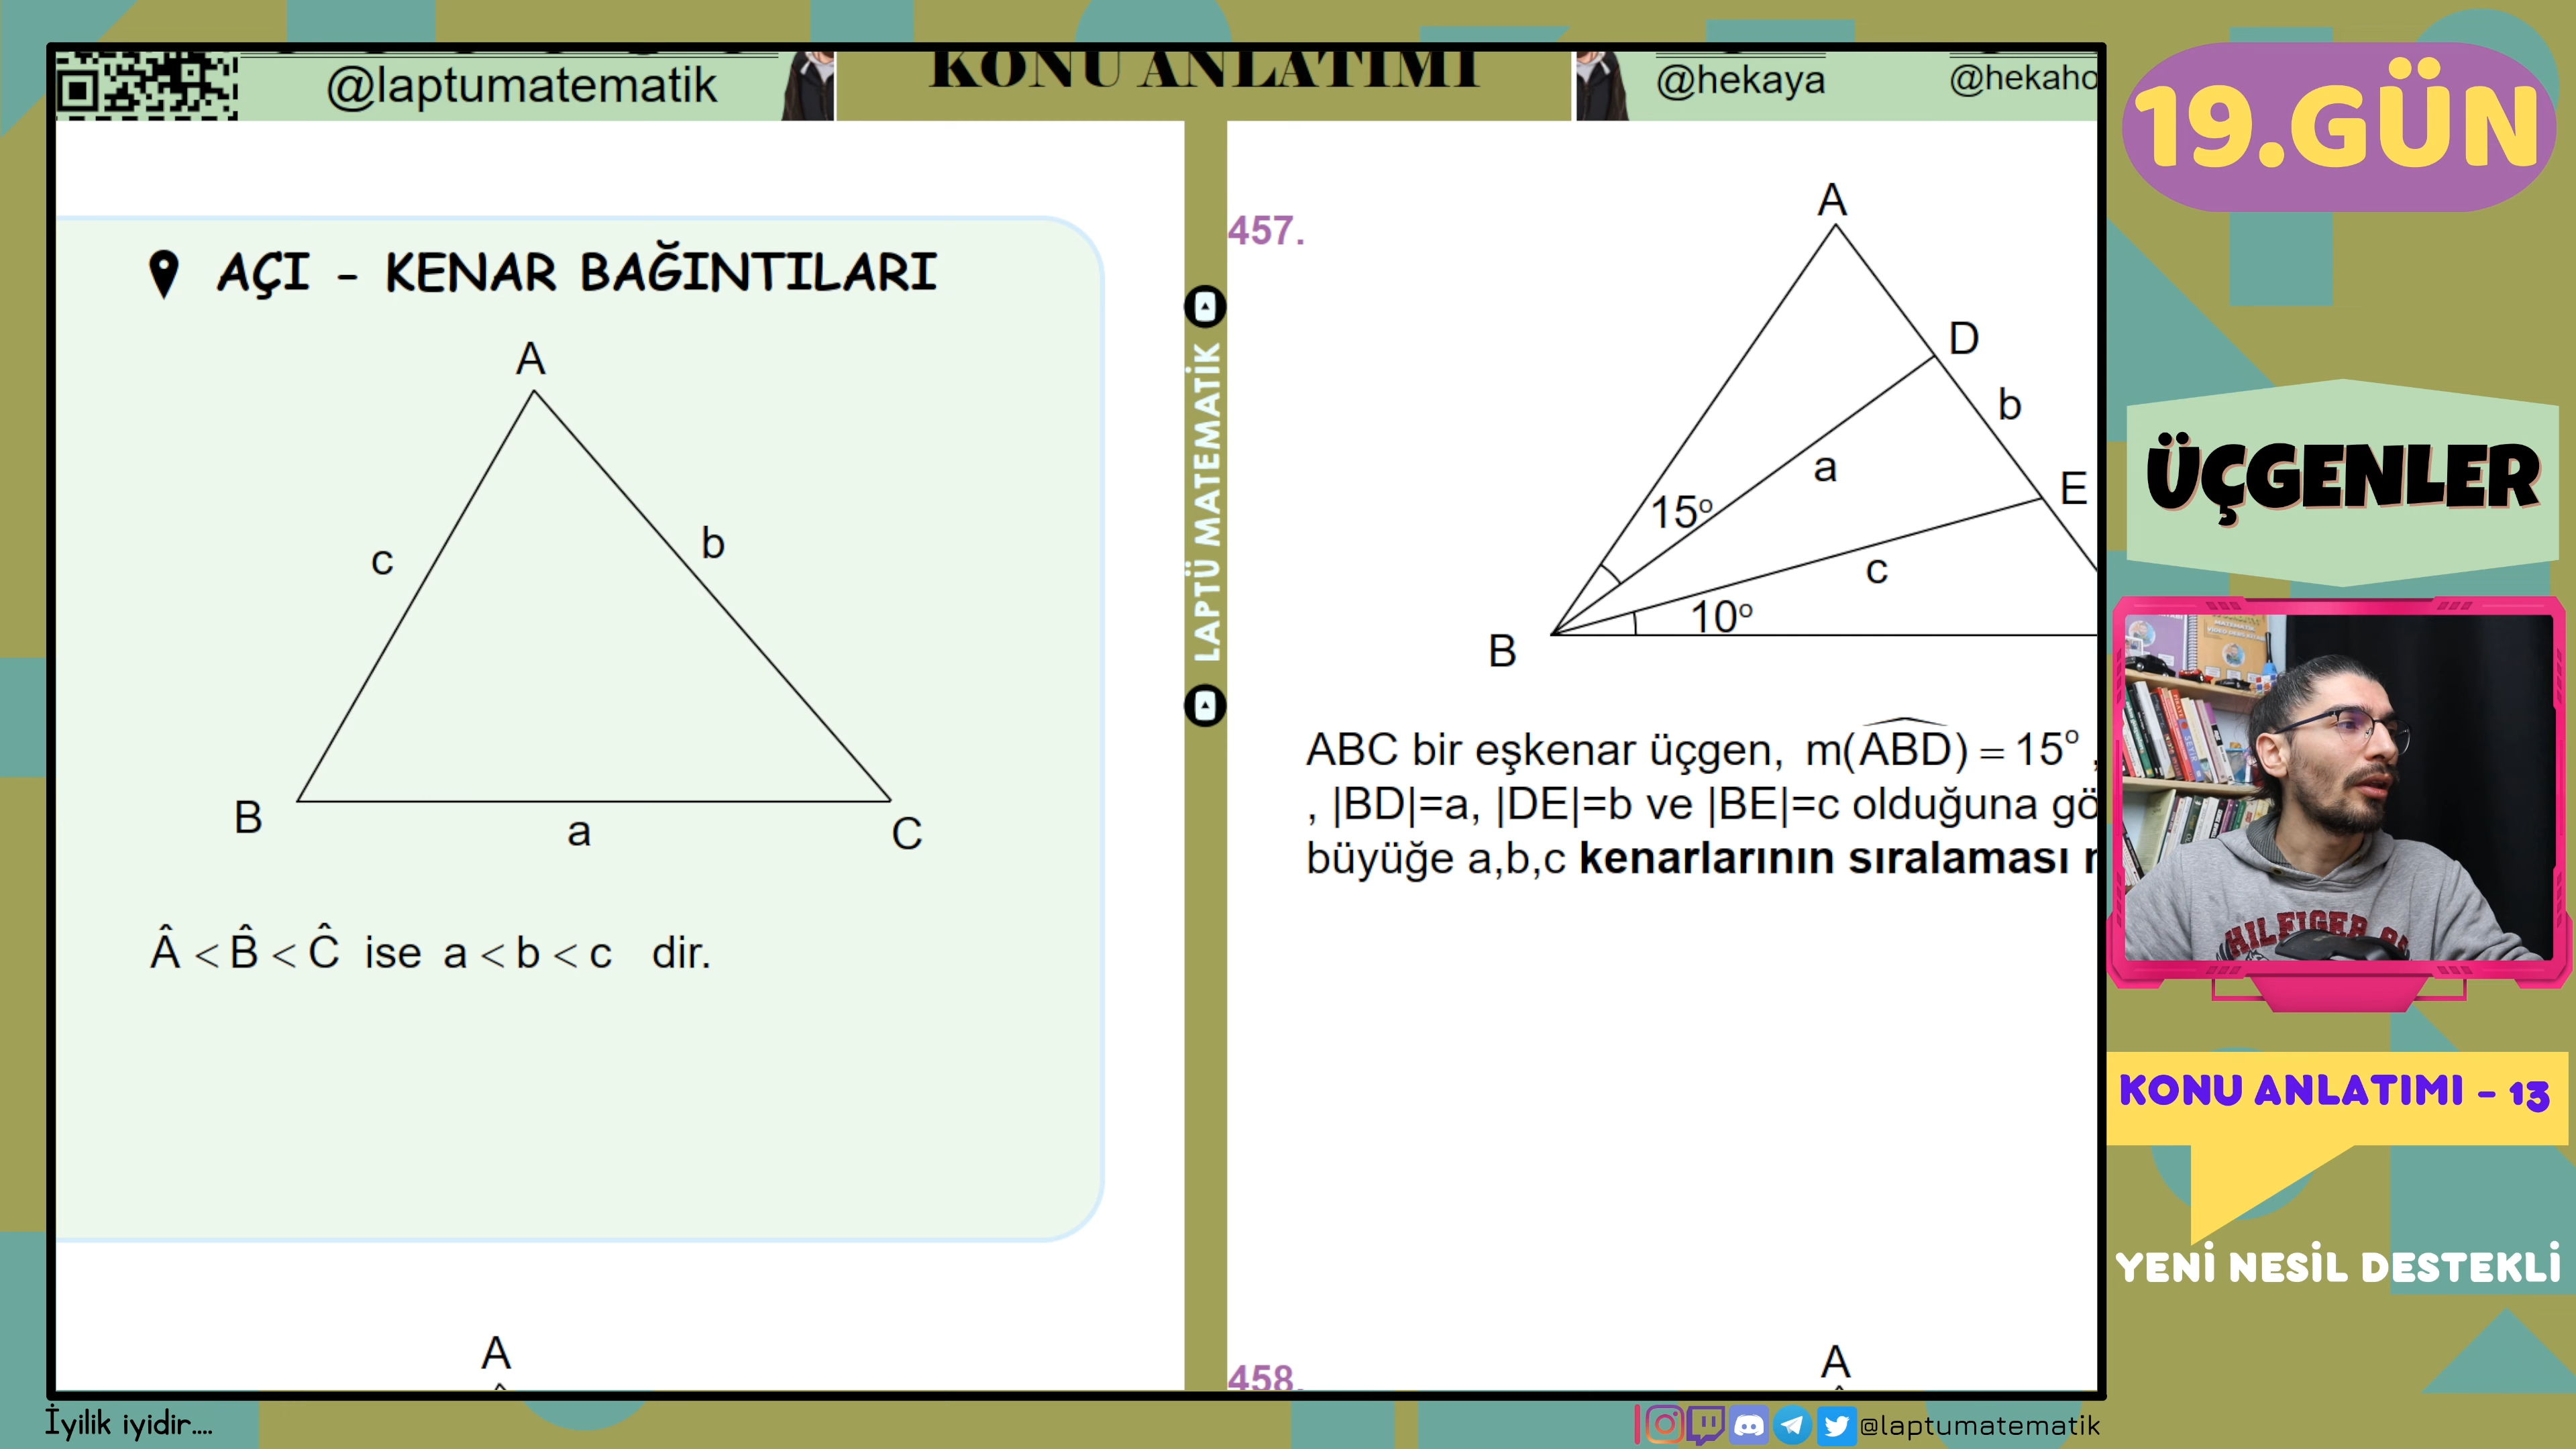 @laptumatematik
KONU ANLATIMI
@hekaya
@hekaho
19.GÜN
AÇI - KENAR BAĞINTILARI
A
c
b
B
a
C
Â < B̂ < Ĉ ise a < b < c dir.
A
LAPTÜ MATEMATİK
457.
A
D
b
a
15°
E
c
10°
B
ABC bir eşkenar üçgen, m(ABD) = 15° ,
, |BD|=a, |DE|=b ve |BE|=c olduğuna gö
büyüğe a,b,c kenarlarının sıralaması
458.
A
ÜÇGENLER
HILFIGER
KONU ANLATIMI - 13
YENİ NESİL DESTEKLİ
İyilik iyidir....
@laptumatematik